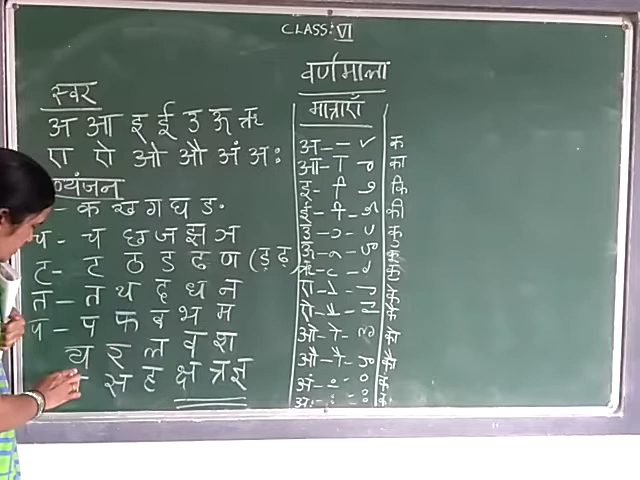 CLASS: VI
वर्णमाला
स्वर
अ आ इ ई उ ऊ ऋ
ए ऐ ओ औ अं अः
व्यंजन
क ख ग घ ङ
च - च छ ज झ ञ
ट - ट ठ ड ढ ण (ड़ ढ़)
त - त थ द ध न
प - प फ ब भ म
य र ल व श
स ह क्ष त्र ज्ञ
मात्राएँ
अ - - क
आ - ा का
इ - ि कि
ई - ी की
उ - ु कु
ऊ - ू कू
ऋ - ृ कृ
ए - े के
ऐ - ै कै
ओ - ो को
औ - ौ कौ
अं - ं कं
अः - ः कः